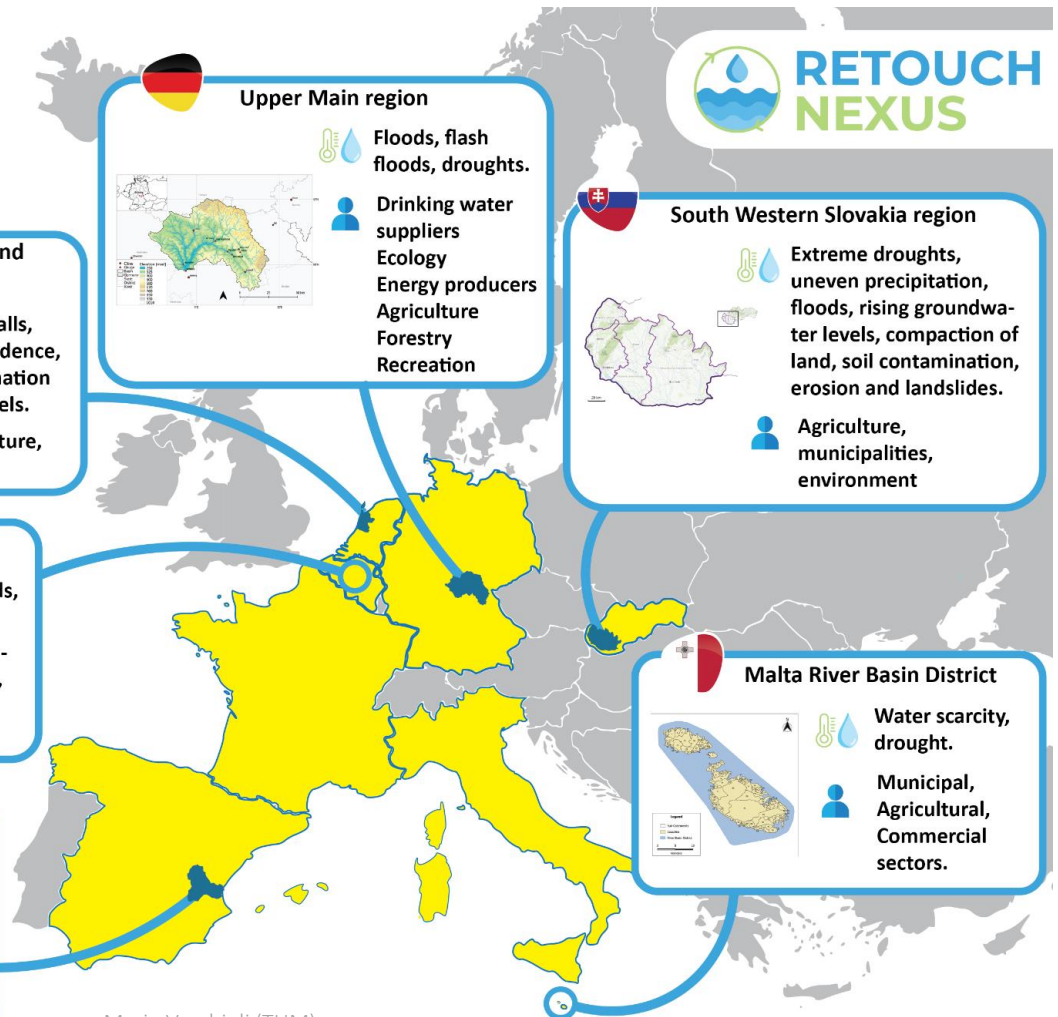 RETOUCH
NEXUS
Upper Main region
Floods, flash
floods, droughts.
Drinking water
suppliers
Ecology
Energy producers
Agriculture
Forestry
Recreation
South Western Slovakia region
Extreme droughts,
uneven precipitation,
floods, rising groundwa-
ter levels, compaction of
land, soil contamination,
erosion and landslides.
Agriculture,
municipalities,
environment
nd
alls,
dence,
nation
els.
ture,
ds,
-
,
Malta River Basin District
Water scarcity,
drought.
Municipal,
Agricultural,
Commercial
sectors.
Legend